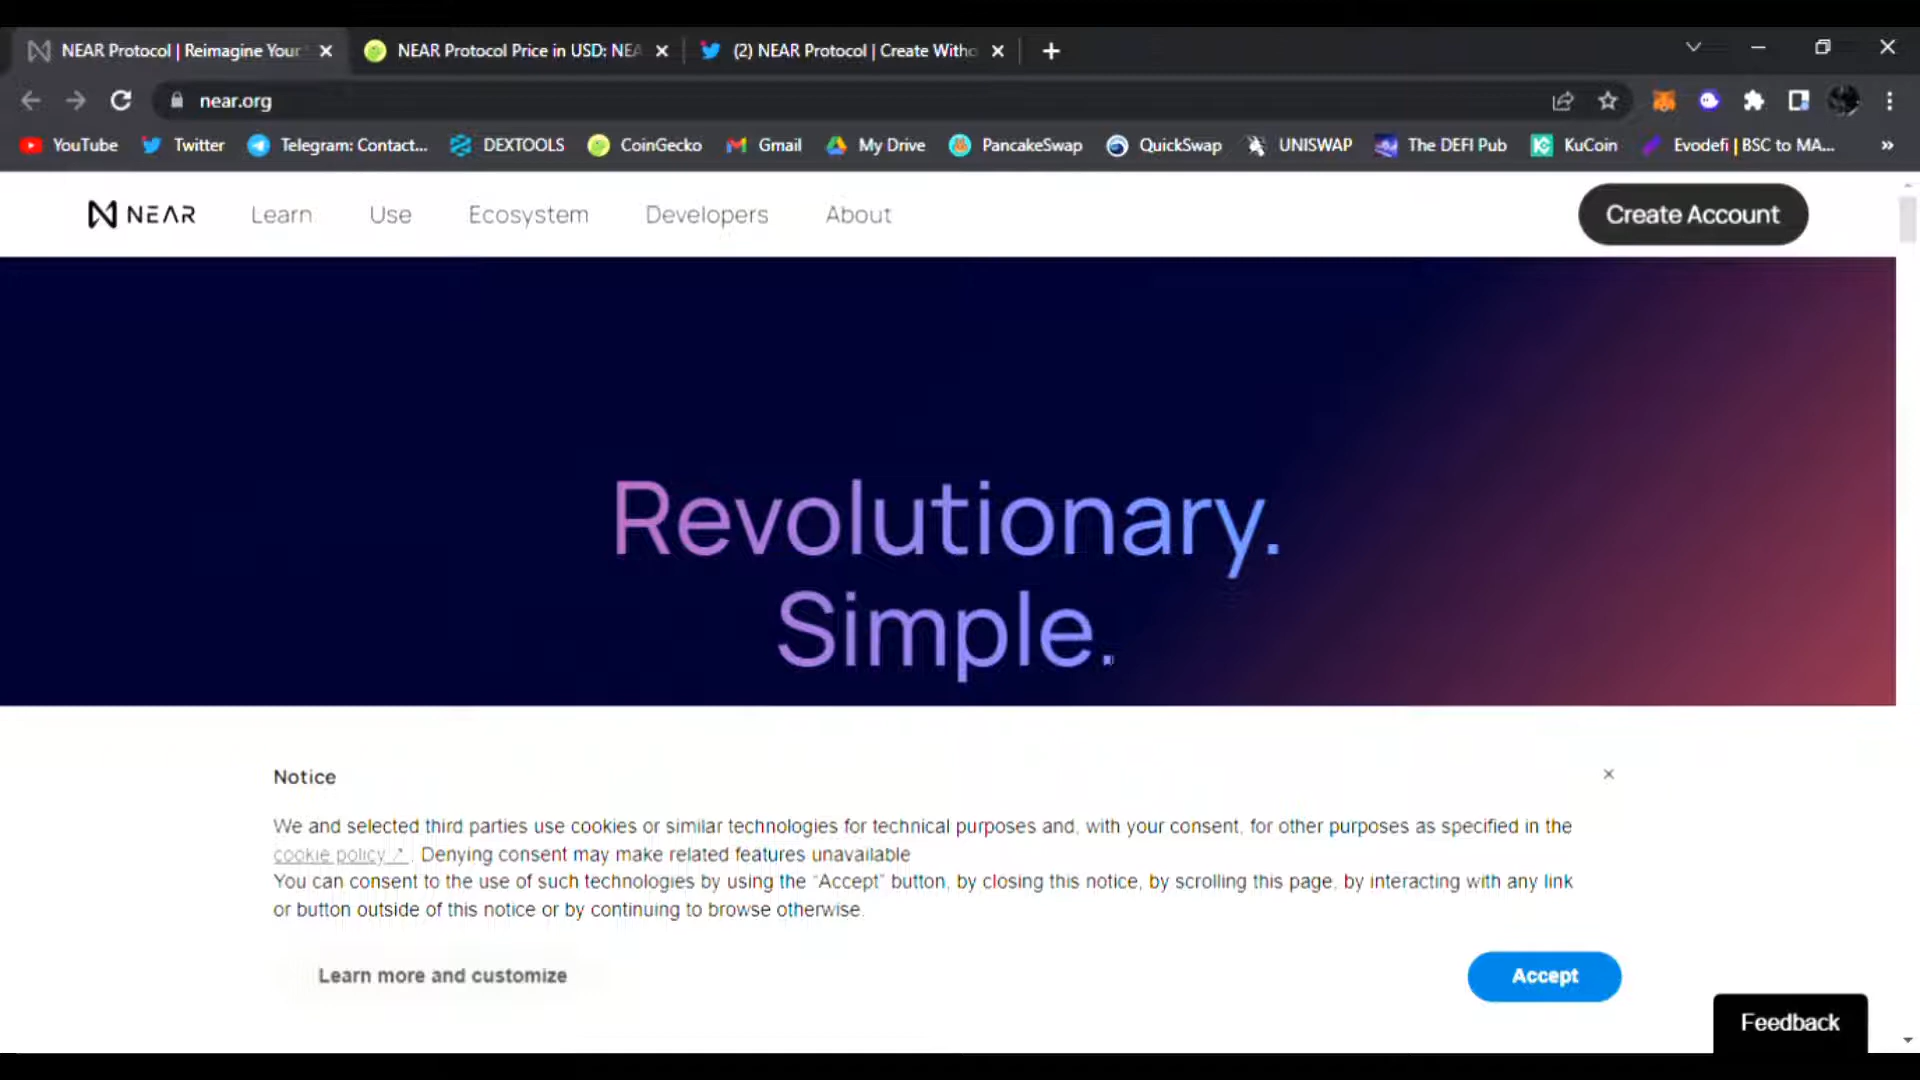 NEAR Protocol | Reimagine Your
NEAR Protocol Price in USD: NEA
(2) NEAR Protocol | Create Witho
near.org
YouTube
Twitter
Telegram: Contact...
DEXTOOLS
CoinGecko
Gmail
My Drive
PancakeSwap
QuickSwap
UNISWAP
The DEFI Pub
KuCoin
Evodefi | BSC to MA...
»
NEAR
Learn
Use
Ecosystem
Developers
About
Create Account
Revolutionary.
Simple.
Notice
We and selected third parties use cookies or similar technologies for technical purposes and, with your consent, for other purposes as specified in the
cookie policy ↗. Denying consent may make related features unavailable
You can consent to the use of such technologies by using the “Accept” button, by closing this notice, by scrolling this page, by interacting with any link
or button outside of this notice or by continuing to browse otherwise.
Learn more and customize
Accept
Feedback